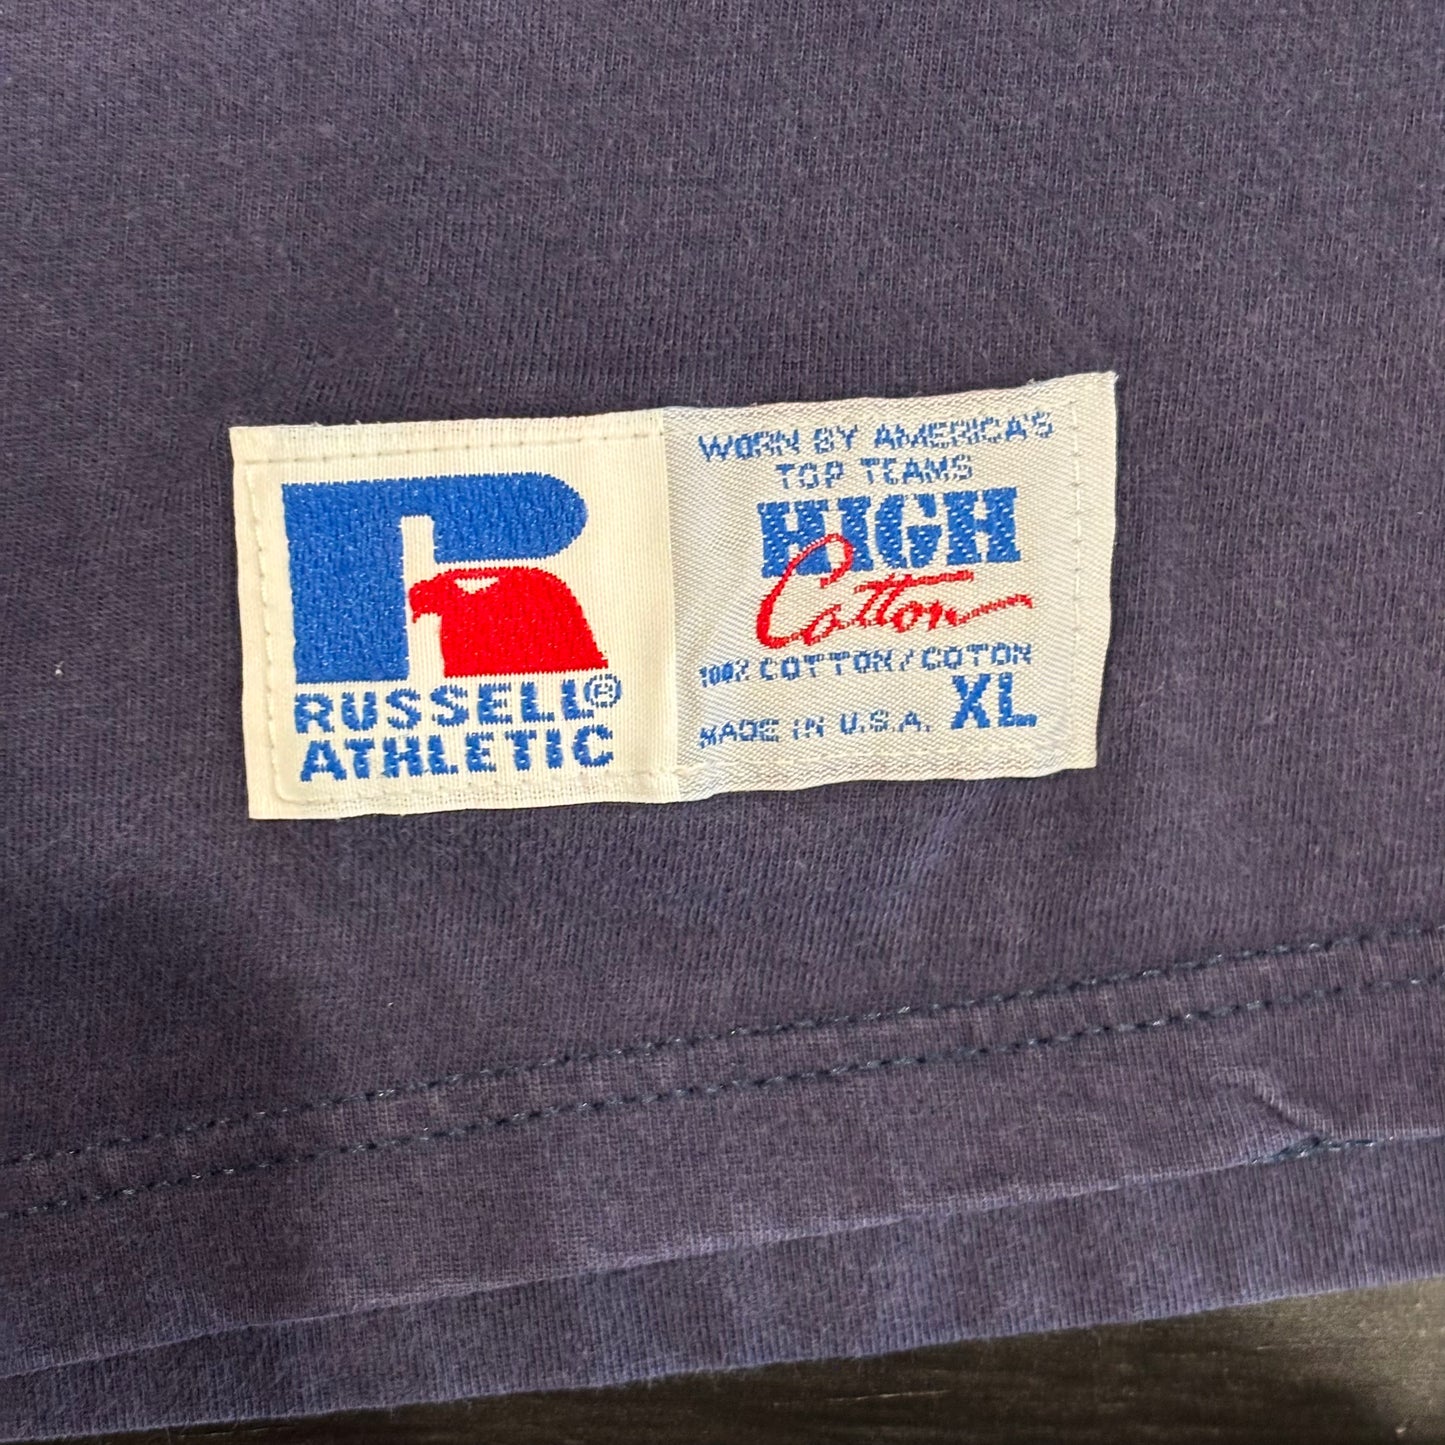 RUSSELL®
ATHLETIC
WORN BY AMERICA'S
TOP TEAMS
HIGH
Cotton
100% COTTON/COTON
MADE IN U.S.A. XL